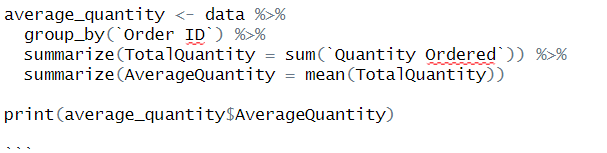 average_quantity <- data %>%
  group_by(`Order ID`) %>%
  summarize(TotalQuantity = sum(`Quantity Ordered`)) %>%
  summarize(AverageQuantity = mean(TotalQuantity))

print(average_quantity$AverageQuantity)

```